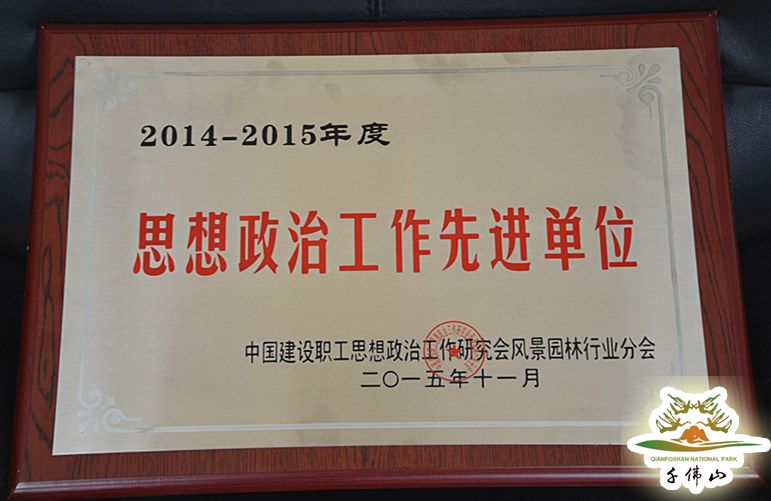 2014-2015年度
思想政治工作先进单位
中国建设职工思想政治工作研究会风景园林行业分会
二〇一五年十一月
QIANFOSHAN NATIONAL PARK
千佛山